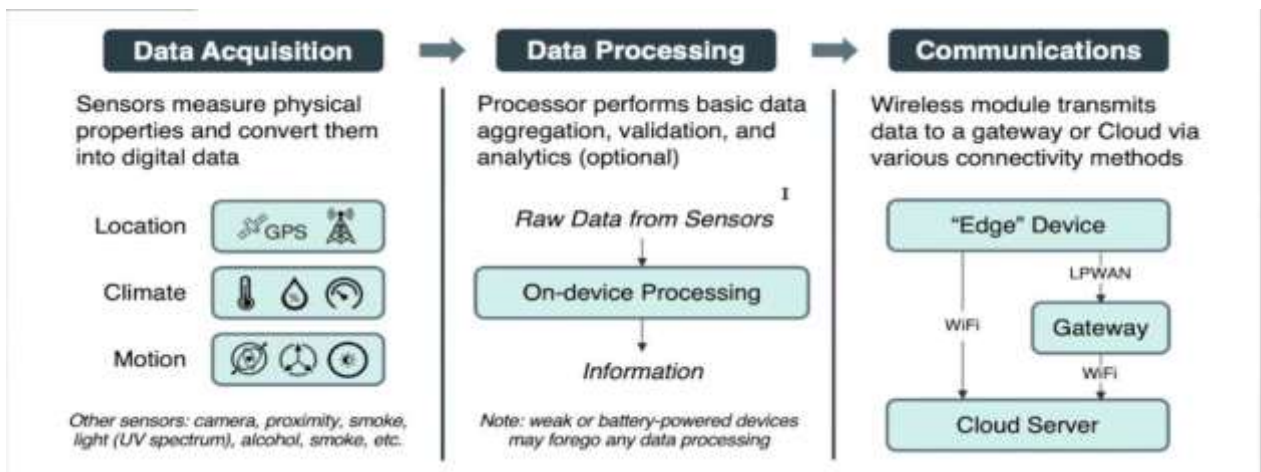 Data Acquisition
Sensors measure physical
properties and convert them
into digital data
Location
GPS
Climate
Motion
Other sensors: camera, proximity, smoke,
light (UV spectrum), alcohol, smoke, etc.
Data Processing
Processor performs basic data
aggregation, validation, and
analytics (optional)
Raw Data from Sensors
On-device Processing
Information
Note: weak or battery-powered devices
may forego any data processing
Communications
Wireless module transmits
data to a gateway or Cloud via
various connectivity methods
“Edge” Device
LPWAN
WiFi
Gateway
WiFi
Cloud Server